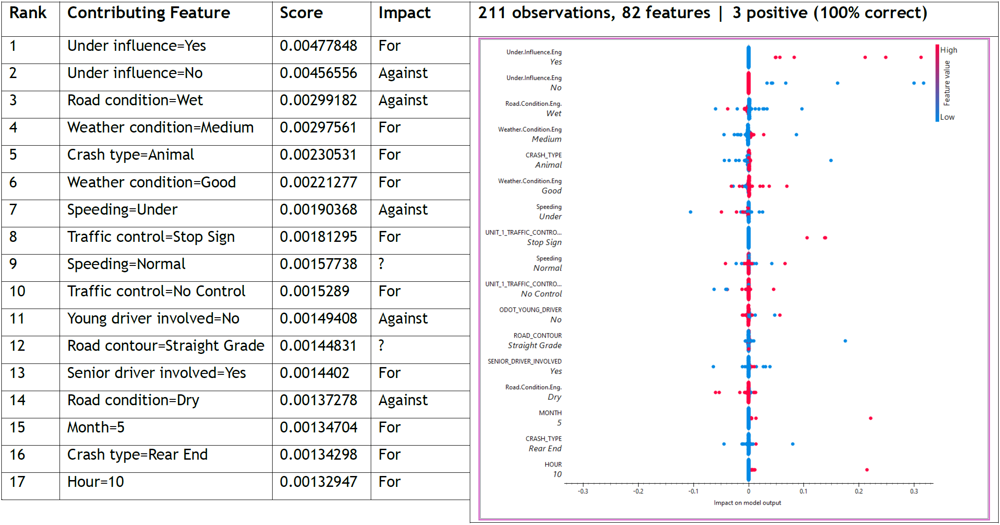 Rank Contributing Feature Score Impact 211 observations, 82 features | 3 positive (100% correct)
1 Under influence=Yes 0.00477848 For
2 Under influence=No 0.00456556 Against
3 Road condition=Wet 0.00299182 Against
4 Weather condition=Medium 0.00297561 For
5 Crash type=Animal 0.00230531 For
6 Weather condition=Good 0.00221277 For
7 Speeding=Under 0.00190368 Against
8 Traffic control=Stop Sign 0.00181295 For
9 Speeding=Normal 0.00157738 ?
10 Traffic control=No Control 0.0015289 For
11 Young driver involved=No 0.00149408 Against
12 Road contour=Straight Grade 0.00144831 ?
13 Senior driver involved=Yes 0.0014402 For
14 Road condition=Dry 0.00137278 Against
15 Month=5 0.00134704 For
16 Crash type=Rear End 0.00134298 For
17 Hour=10 0.00132947 For
Under.Influence.Eng
Yes
Under.Influence.Eng
No
Road.Condition.Eng.
Wet
Weather.Condition.Eng
Medium
CRASH_TYPE
Animal
Weather.Condition.Eng
Good
Speeding
Under
UNIT_1_TRAFFIC_CONTRO...
Stop Sign
Speeding
Normal
UNIT_1_TRAFFIC_CONTRO...
No Control
ODOT_YOUNG_DRIVER
No
ROAD_CONTOUR
Straight Grade
SENIOR_DRIVER_INVOLVED
Yes
Road.Condition.Eng.
Dry
MONTH
5
CRASH_TYPE
Rear End
HOUR
10
High
Feature value
Low
-0.3 -0.2 -0.1 0 0.1 0.2 0.3
Impact on model output